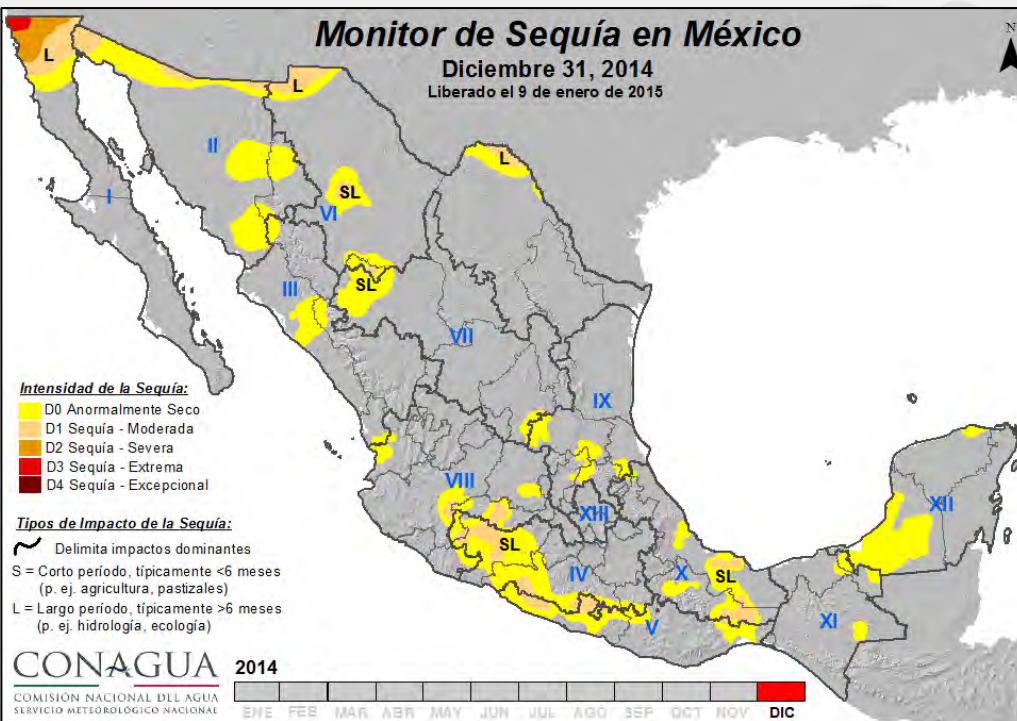 Monitor de Sequía en México
Diciembre 31, 2014
Liberado el 9 de enero de 2015
N
L
L
L
II
SL
I
VI
SL
III
VII
IX
VIII
XII
XIII
SL
IV
X
SL
V
XI
Intensidad de la Sequía:
D0 Anormalmente Seco
D1 Sequía - Moderada
D2 Sequía - Severa
D3 Sequía - Extrema
D4 Sequía - Excepcional
Tipos de Impacto de la Sequía:
Delimita impactos dominantes
S = Corto período, típicamente <6 meses
(p. ej. agricultura, pastizales)
L = Largo período, típicamente >6 meses
(p. ej. hidrología, ecología)
CONAGUA
COMISIÓN NACIONAL DEL AGUA
SERVICIO METEOROLÓGICO NACIONAL
2014
ENE FEB MAR ABR MAY JUN JUL AGO SEP OCT NOV DIC